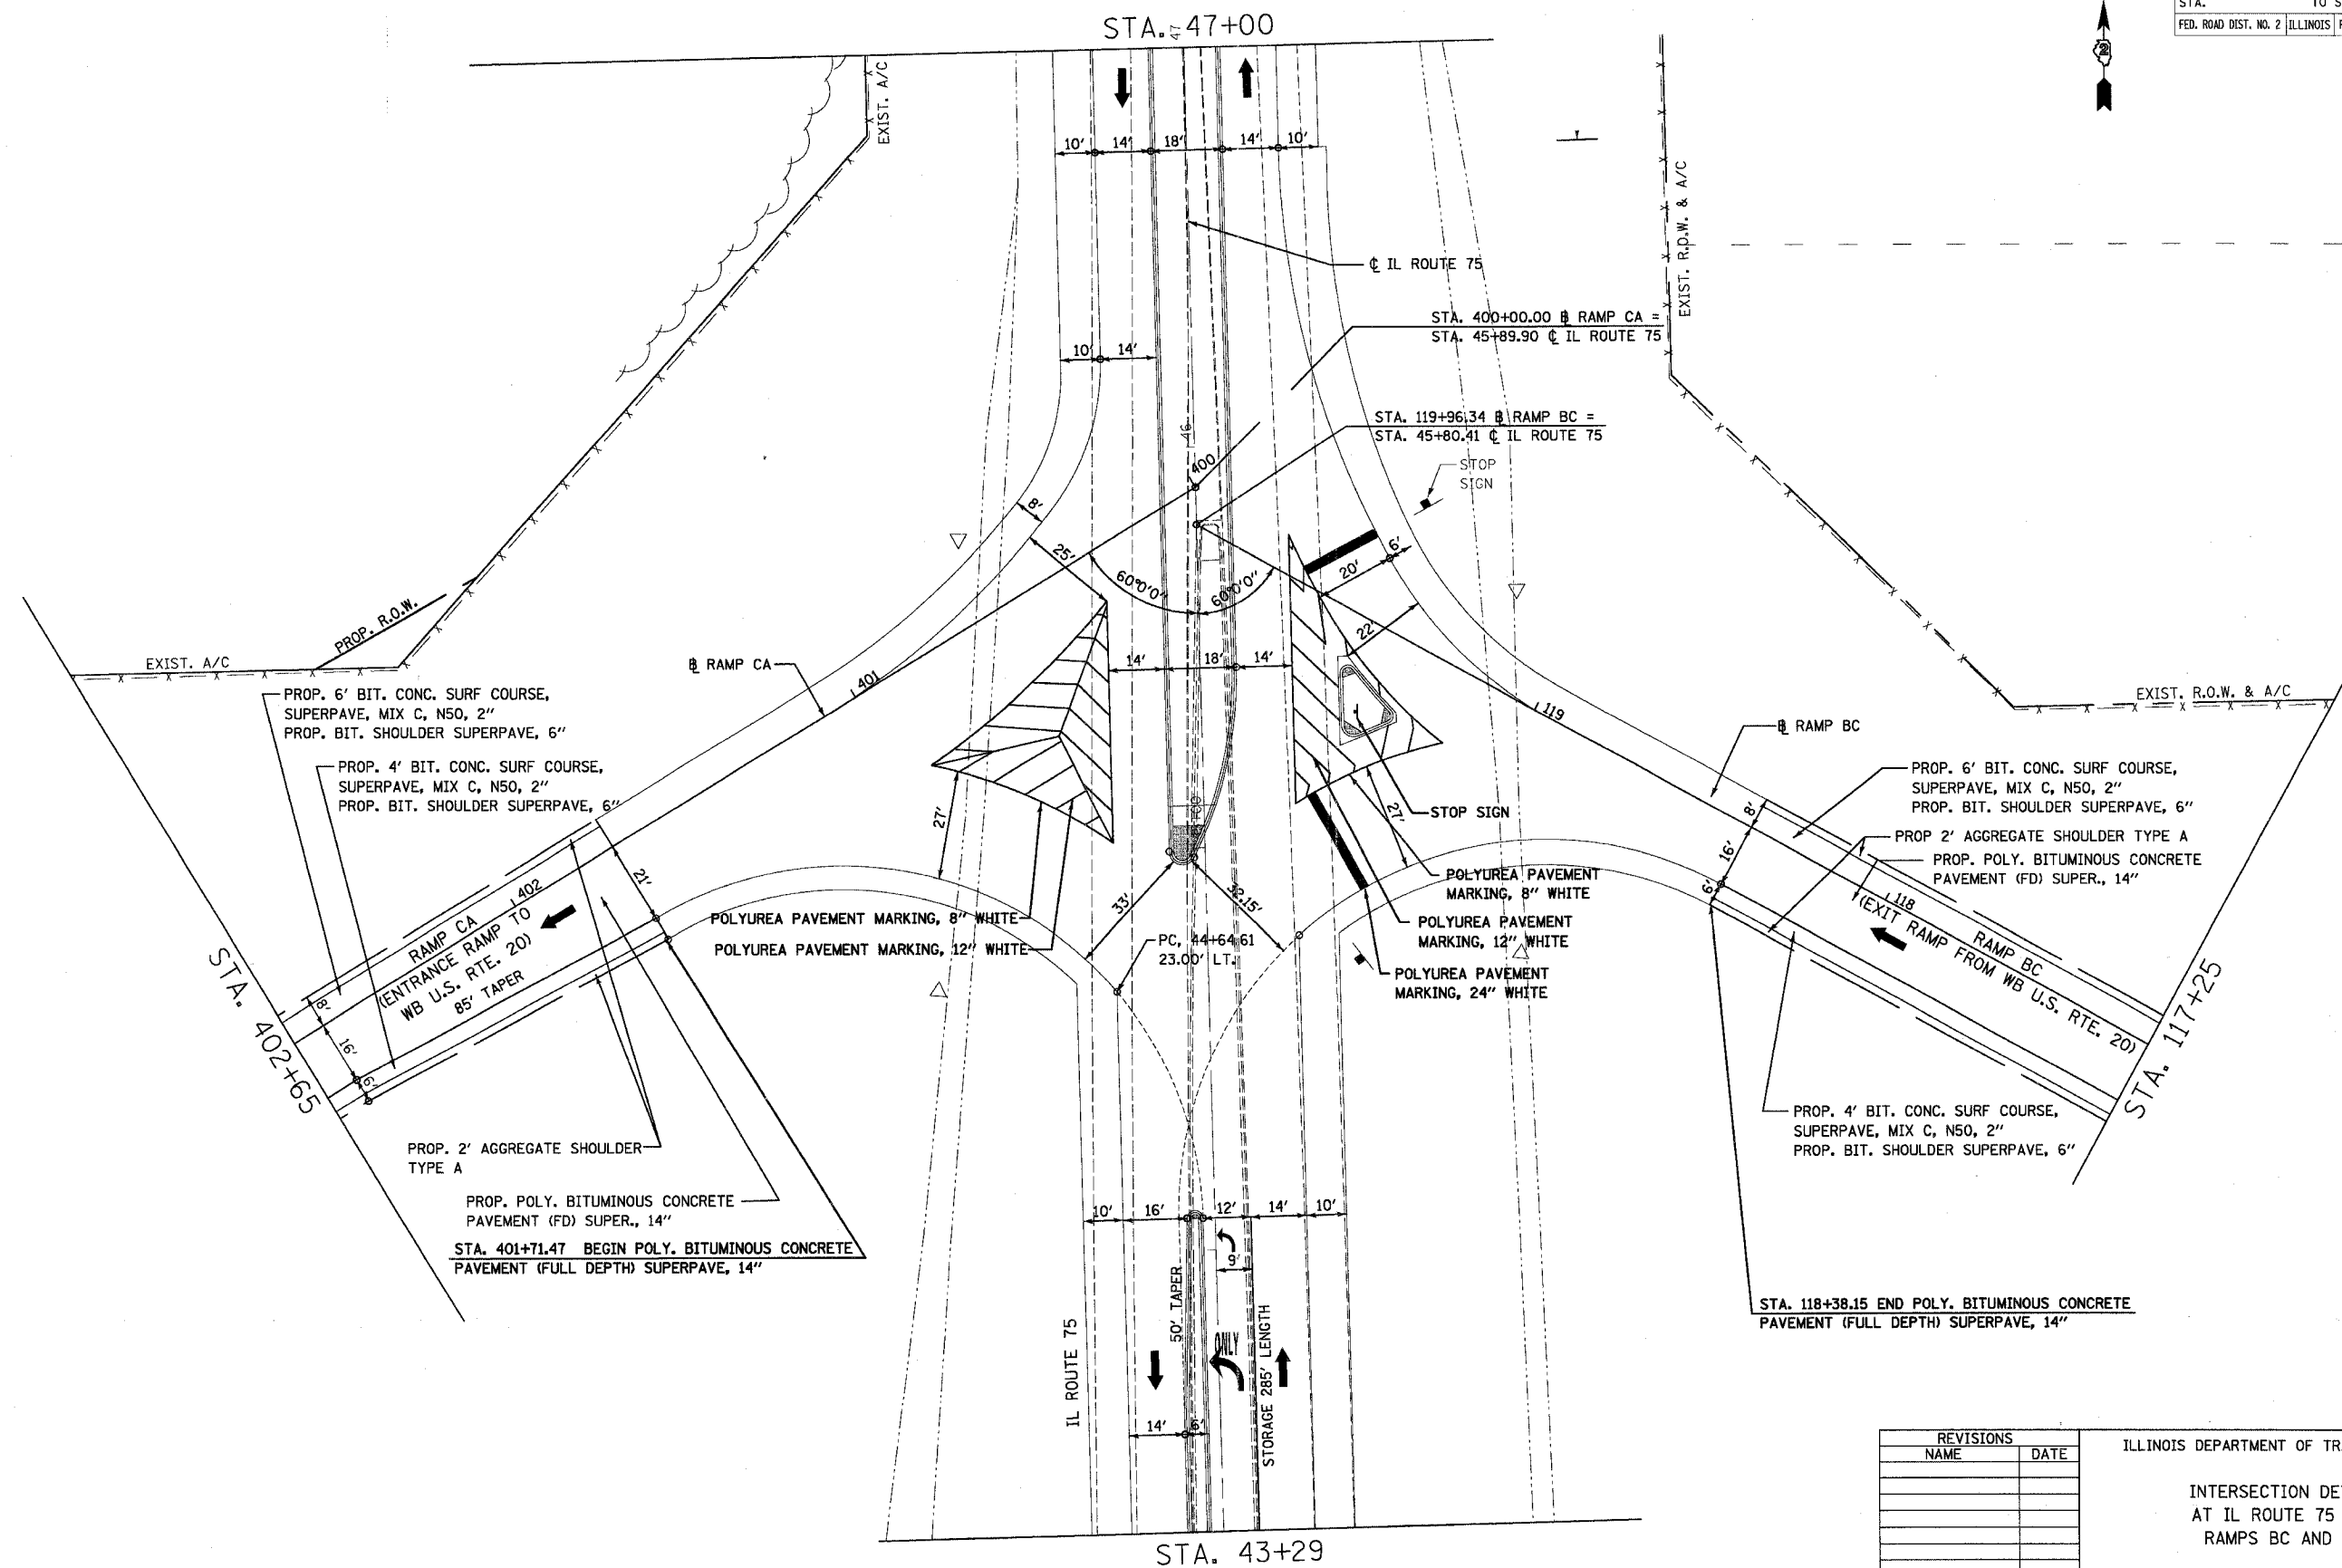 STA. TO S
FED. ROAD DIST. NO. 2 ILLINOIS
2
STA. 47+00
47
EXIST. A/C
10' 14' 18' 14' 10'
EXIST. R.O.W. & A/C
℄ IL ROUTE 75
STA. 400+00.00 ⅊ RAMP CA =
STA. 45+89.90 ℄ IL ROUTE 75
10' 14'
STA. 119+96.34 ⅊ RAMP BC =
STA. 45+80.41 ℄ IL ROUTE 75
46
400
STOP
SIGN
8'
25'
60°0'0"
60°0'0"
20'
6'
22'
PROP. R.O.W.
EXIST. A/C
⅊ RAMP CA
401
14' 18' 14'
119
EXIST. R.O.W. & A/C
⅊ RAMP BC
PROP. 6' BIT. CONC. SURF COURSE,
SUPERPAVE, MIX C, N50, 2"
PROP. BIT. SHOULDER SUPERPAVE, 6"
PROP. 4' BIT. CONC. SURF COURSE,
SUPERPAVE, MIX C, N50, 2"
PROP. BIT. SHOULDER SUPERPAVE, 6"
27'
27'
STOP SIGN
PROP. 6' BIT. CONC. SURF COURSE,
SUPERPAVE, MIX C, N50, 2"
PROP. BIT. SHOULDER SUPERPAVE, 6"
PROP 2' AGGREGATE SHOULDER TYPE A
PROP. POLY. BITUMINOUS CONCRETE
PAVEMENT (FD) SUPER., 14"
8'
16'
6'
118
RAMP BC
(EXIT RAMP FROM WB U.S. RTE. 20)
STA. 117+25
21'
402
RAMP CA
(ENTRANCE RAMP TO
WB U.S. RTE. 20)
85' TAPER
8'
16'
6'
STA. 402+65
POLYUREA PAVEMENT MARKING, 8" WHITE
POLYUREA PAVEMENT MARKING, 12" WHITE
33'
32.15'
PC, 44+64.61
23.00' LT.
POLYUREA PAVEMENT
MARKING, 8" WHITE
POLYUREA PAVEMENT
MARKING, 12" WHITE
POLYUREA PAVEMENT
MARKING, 24" WHITE
PROP. 2' AGGREGATE SHOULDER
TYPE A
PROP. POLY. BITUMINOUS CONCRETE
PAVEMENT (FD) SUPER., 14"
STA. 401+71.47 BEGIN POLY. BITUMINOUS CONCRETE
PAVEMENT (FULL DEPTH) SUPERPAVE, 14"
PROP. 4' BIT. CONC. SURF COURSE,
SUPERPAVE, MIX C, N50, 2"
PROP. BIT. SHOULDER SUPERPAVE, 6"
10' 16' 12' 14' 10'
9'
50' TAPER
IL ROUTE 75
ONLY
STORAGE 285' LENGTH
14' 6'
STA. 118+38.15 END POLY. BITUMINOUS CONCRETE
PAVEMENT (FULL DEPTH) SUPERPAVE, 14"
STA. 43+29
REVISIONS
NAME DATE
ILLINOIS DEPARTMENT OF TR
INTERSECTION DE
AT IL ROUTE 75
RAMPS BC AND